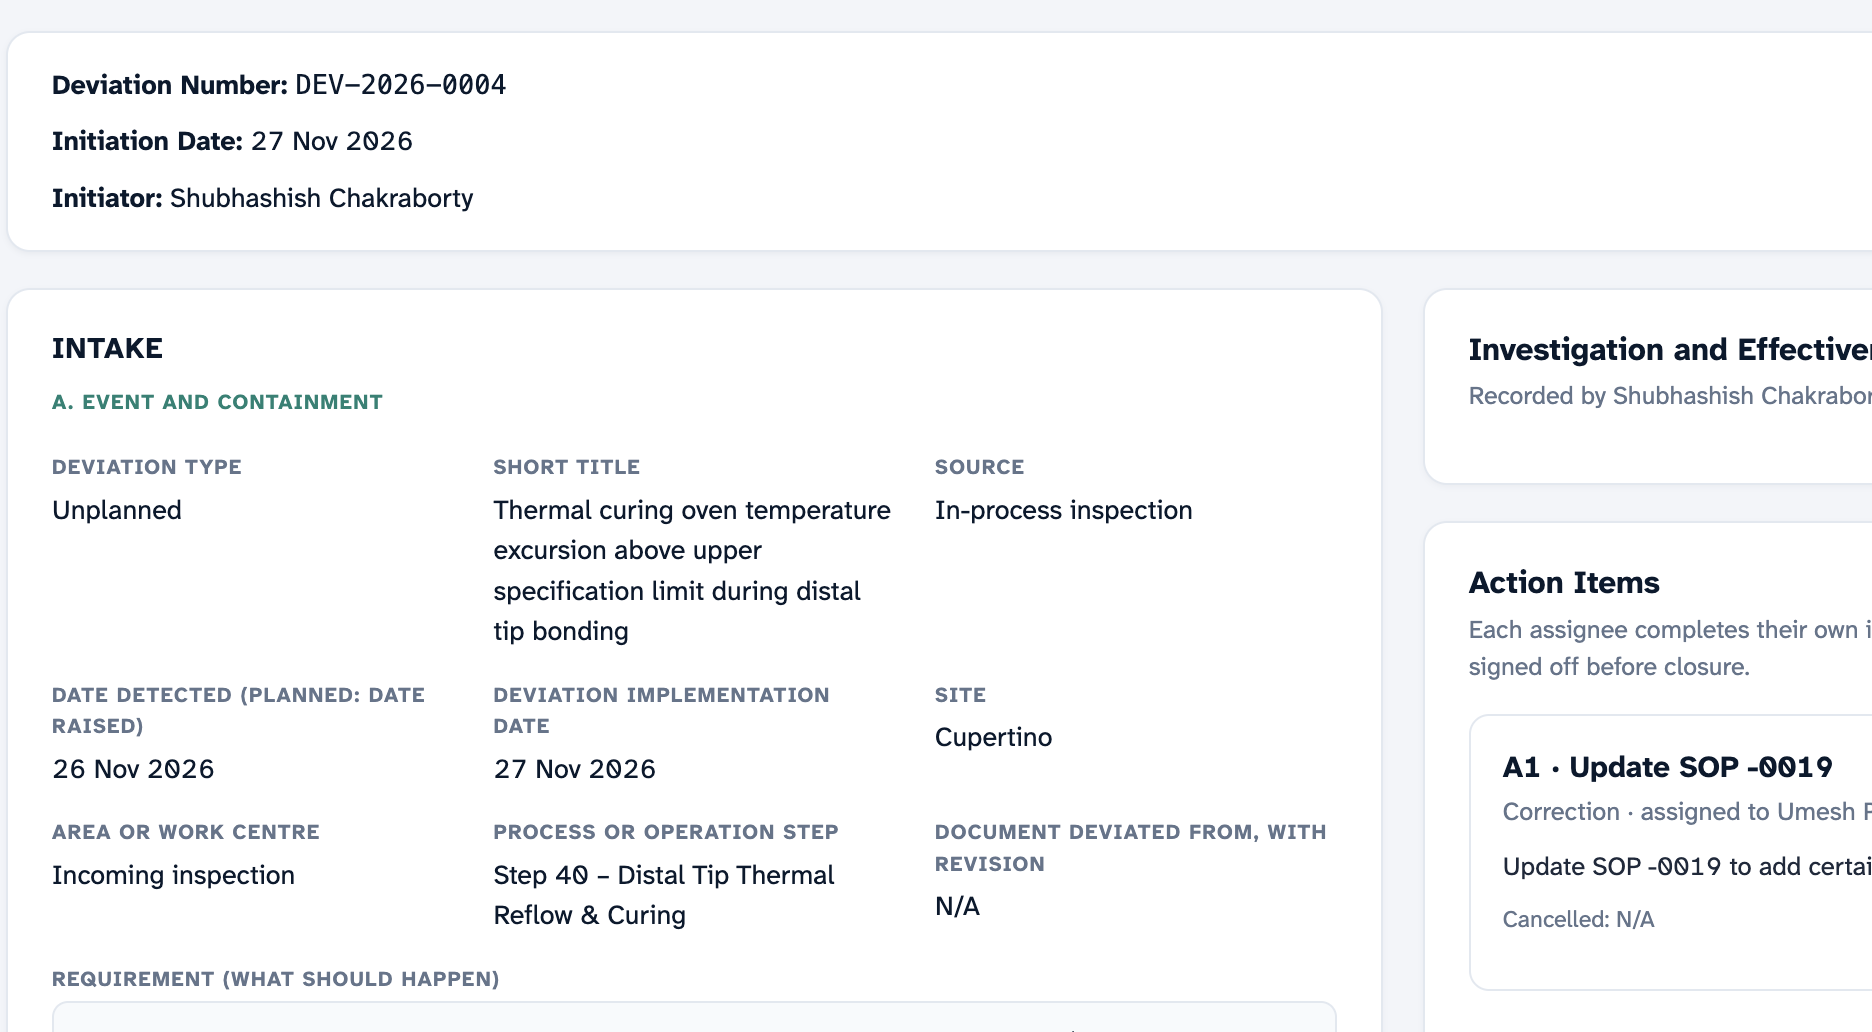 Deviation Number: DEV-2026-0004
Initiation Date: 27 Nov 2026
Initiator: Shubhashish Chakraborty
INTAKE
A. EVENT AND CONTAINMENT
DEVIATION TYPE
Unplanned
SHORT TITLE
Thermal curing oven temperature
excursion above upper
specification limit during distal
tip bonding
SOURCE
In-process inspection
DATE DETECTED (PLANNED: DATE
RAISED)
26 Nov 2026
DEVIATION IMPLEMENTATION
DATE
27 Nov 2026
SITE
Cupertino
AREA OR WORK CENTRE
Incoming inspection
PROCESS OR OPERATION STEP
Step 40 – Distal Tip Thermal
Reflow & Curing
DOCUMENT DEVIATED FROM, WITH
REVISION
N/A
REQUIREMENT (WHAT SHOULD HAPPEN)
Investigation and
Recorded by Shubhashish
Action Items
Each assignee completes their own
signed off before closure.
A1 · Update SOP -0019
Correction · assigned to Umesh
Update SOP -0019 to add
Cancelled: N/A